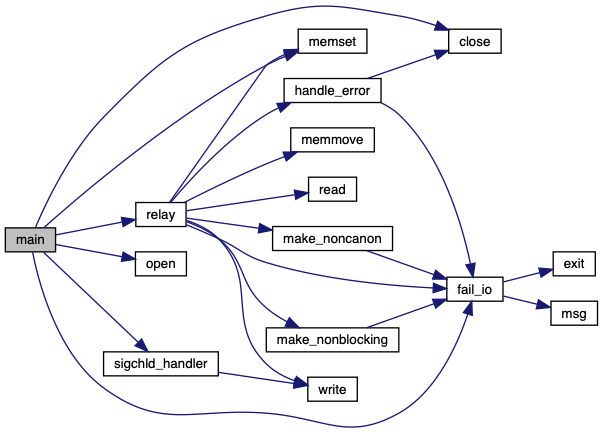 memset
close
handle_error
memmove
read
relay
main
make_noncanon
open
exit
fail_io
msg
make_nonblocking
sigchld_handler
write